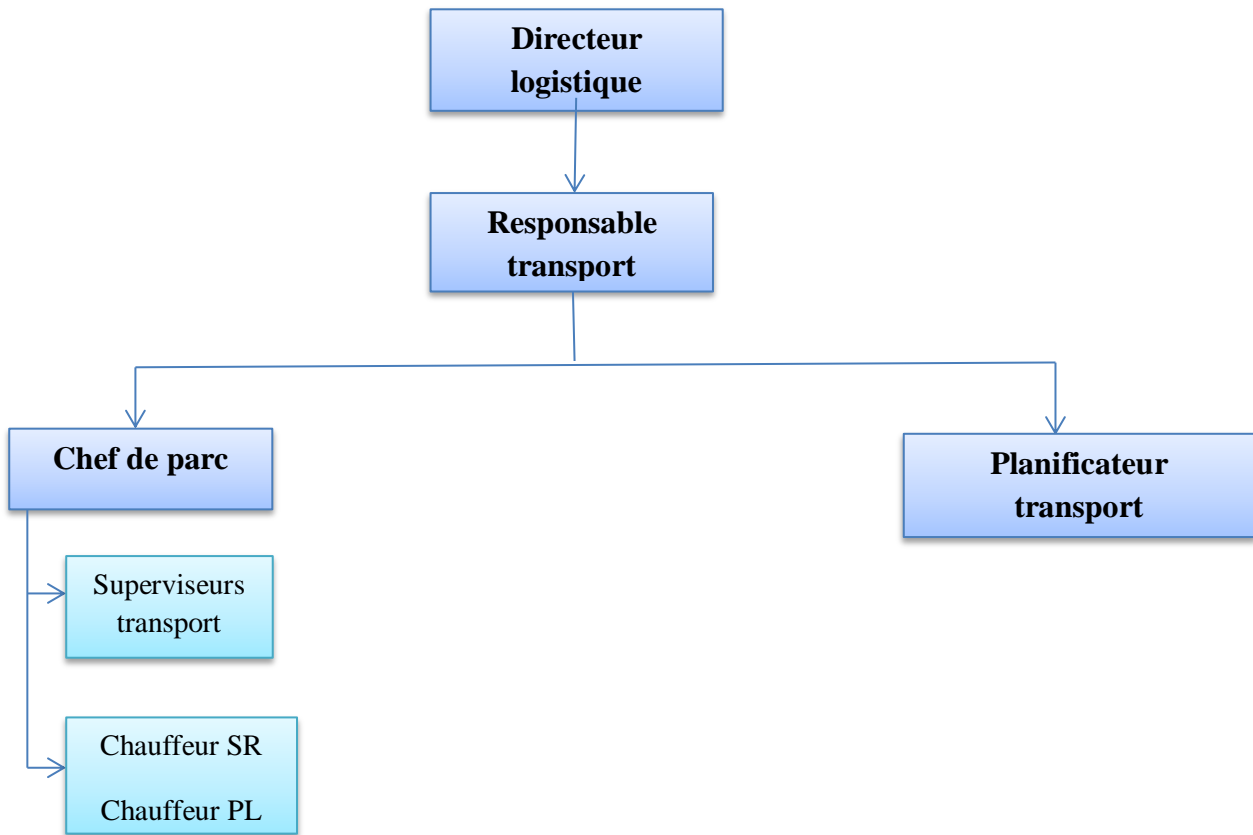 Directeur
logistique
Responsable
transport
Chef de parc
Planificateur
transport
Superviseurs
transport
Chauffeur SR
Chauffeur PL